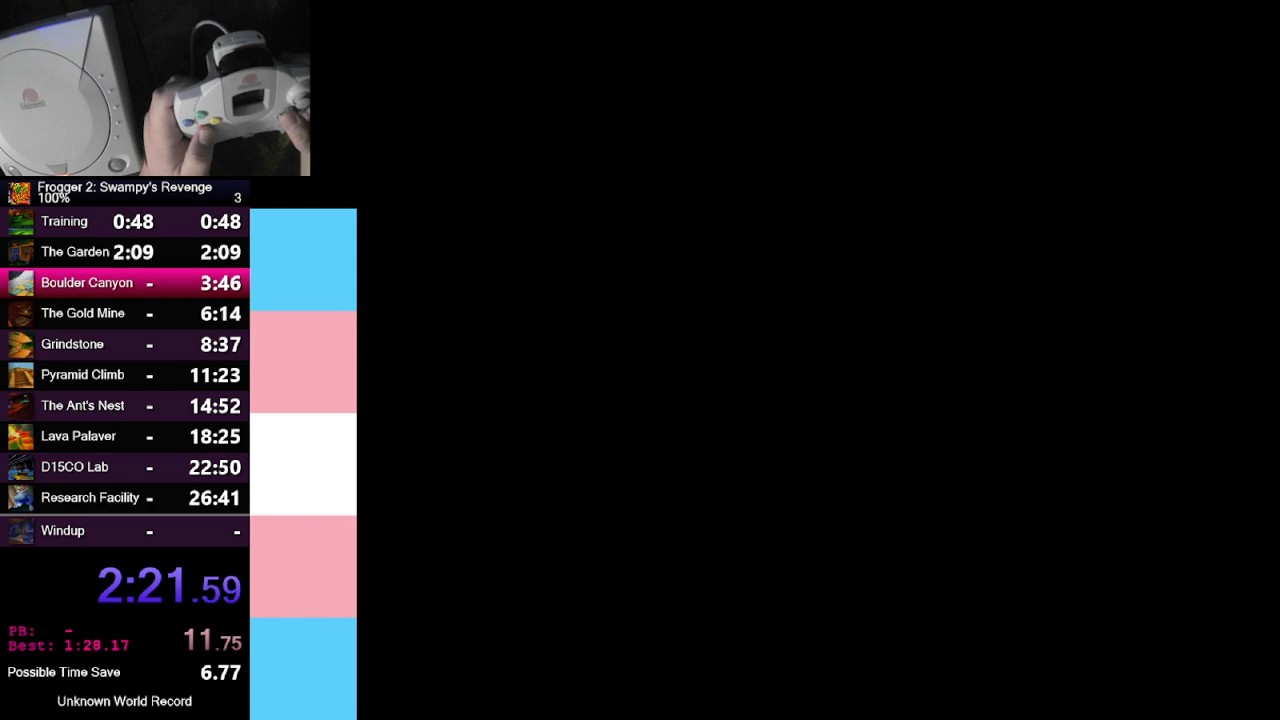 Frogger 2: Swampy's Revenge
100% 3
Training 0:48 0:48
The Garden 2:09 2:09
Boulder Canyon - 3:46
The Gold Mine - 6:14
Grindstone - 8:37
Pyramid Climb - 11:23
The Ant's Nest - 14:52
Lava Palaver - 18:25
D15CO Lab - 22:50
Research Facility - 26:41
Windup - -
2:21.59
PB: -
Best: 1:28.17 11.75
Possible Time Save 6.77
Unknown World Record